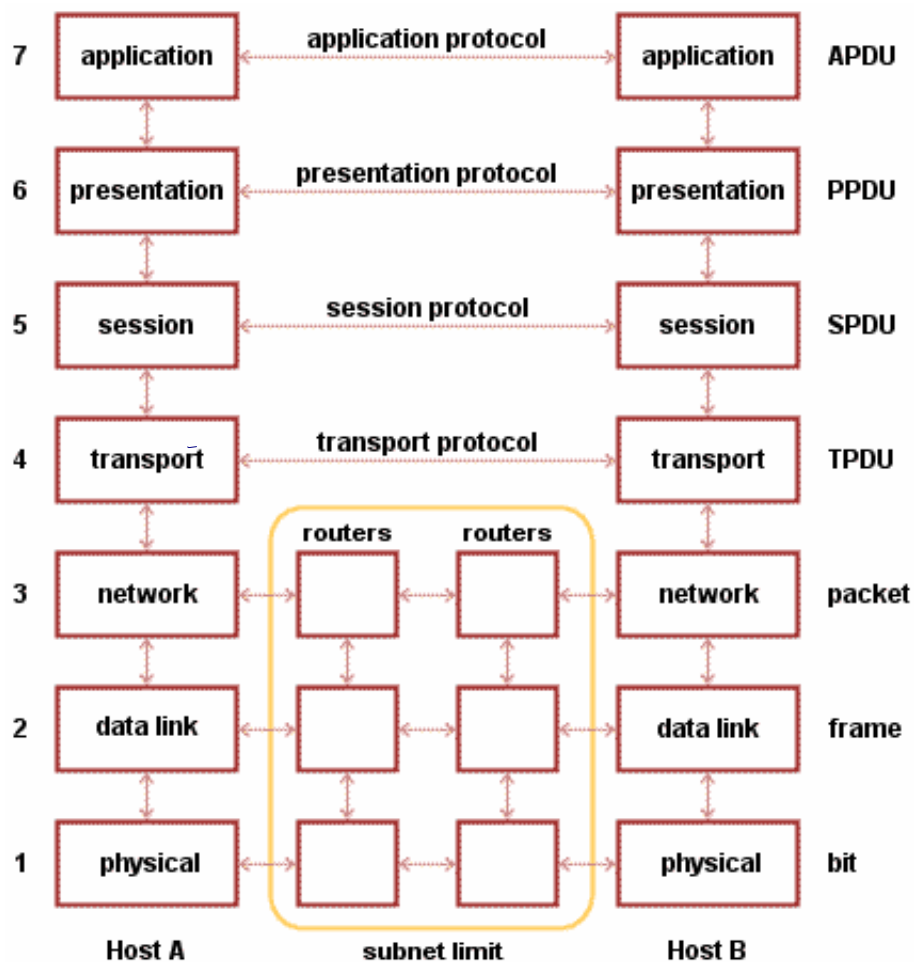 7 application application protocol application APDU
6 presentation presentation protocol presentation PPDU
5 session session protocol session SPDU
4 transport transport protocol transport TPDU
routers routers
3 network network packet
2 data link data link frame
1 physical physical bit
Host A subnet limit Host B